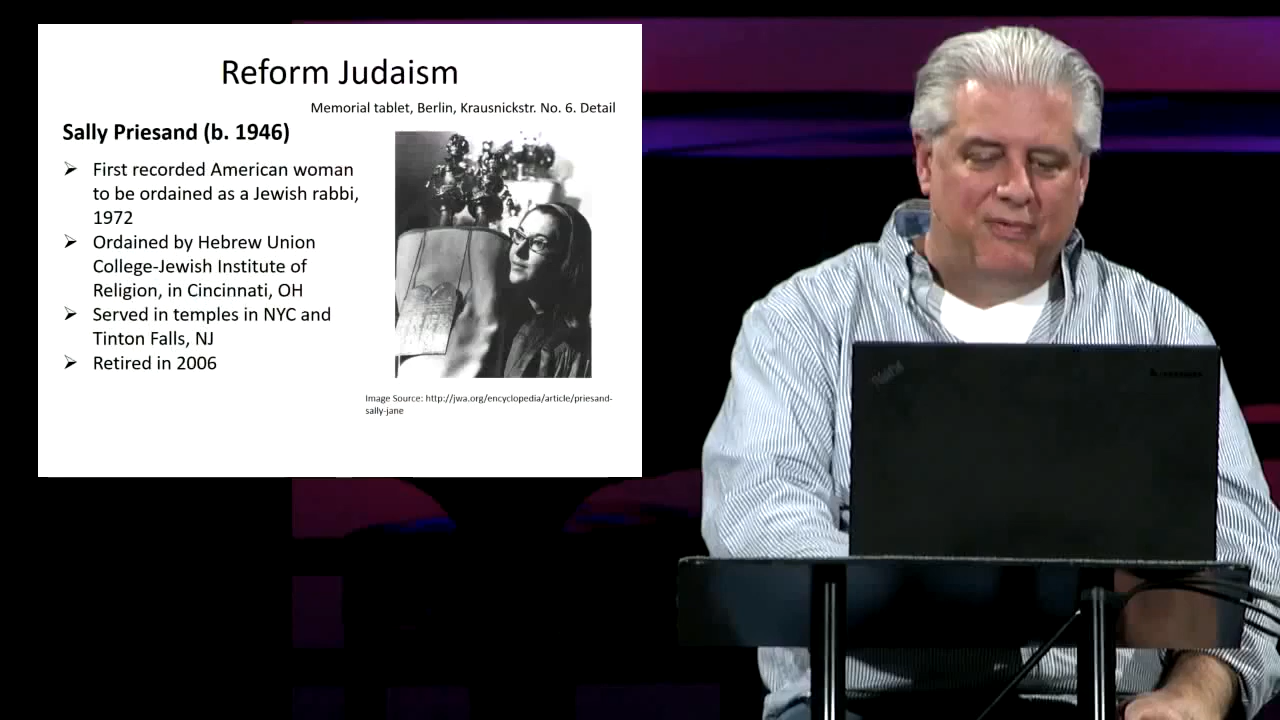 Reform Judaism
Memorial tablet, Berlin, Krausnickstr. No. 6. Detail
Sally Priesand (b. 1946)
First recorded American woman
to be ordained as a Jewish rabbi,
1972
Ordained by Hebrew Union
College-Jewish Institute of
Religion, in Cincinnati, OH
Served in temples in NYC and
Tinton Falls, NJ
Retired in 2006
Image Source: http://jwa.org/encyclopedia/article/priesand-
sally-jane